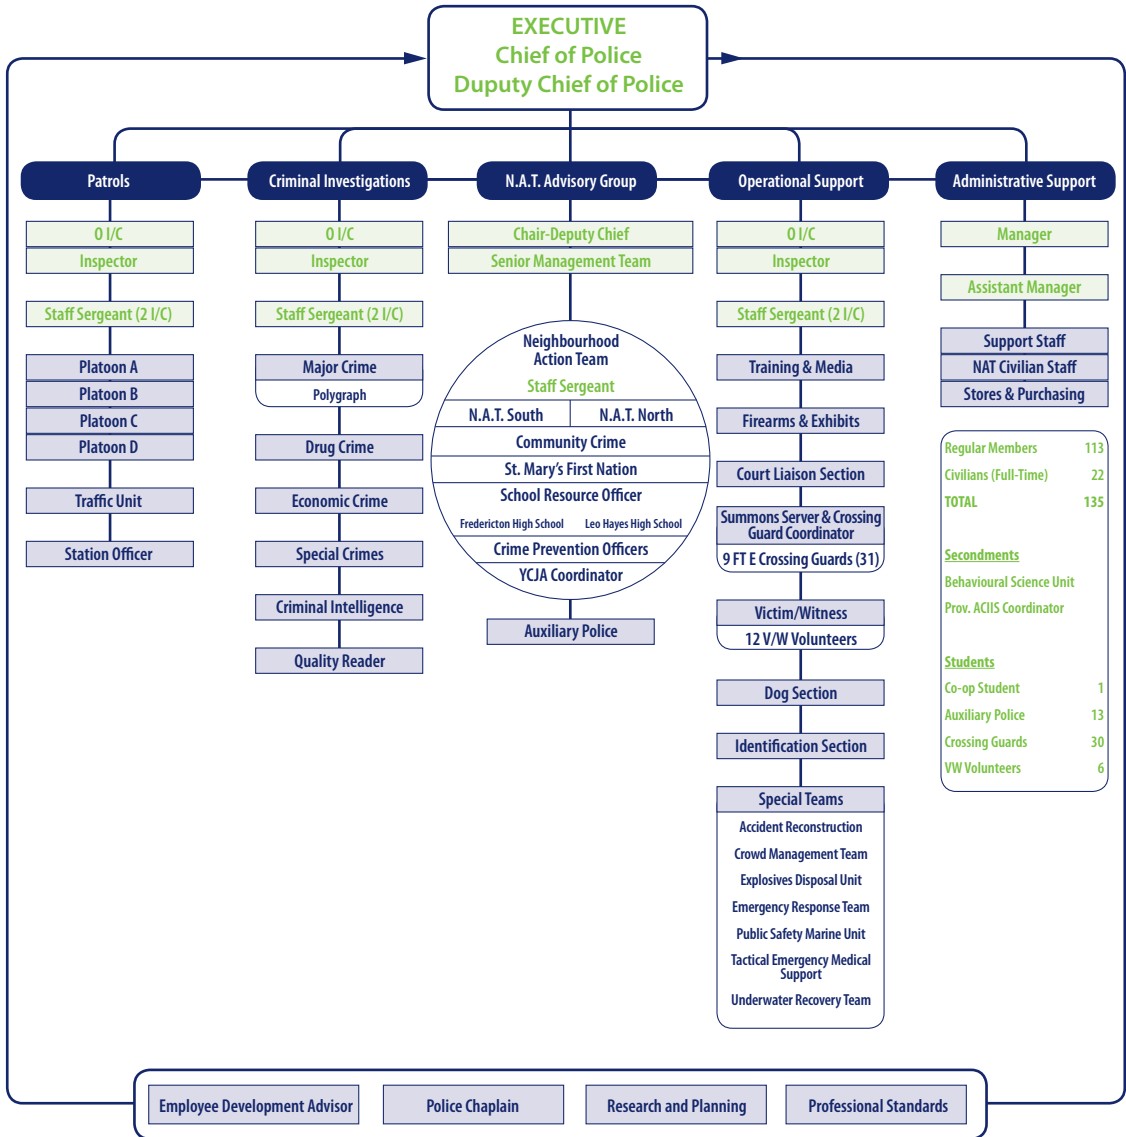 EXECUTIVE
Chief of Police
Duputy Chief of Police
Patrols
O I/C
Inspector
Staff Sergeant (2 I/C)
Platoon A
Platoon B
Platoon C
Platoon D
Traffic Unit
Station Officer
Criminal Investigations
O I/C
Inspector
Staff Sergeant (2 I/C)
Major Crime
Polygraph
Drug Crime
Economic Crime
Special Crimes
Criminal Intelligence
Quality Reader
N.A.T. Advisory Group
Chair-Deputy Chief
Senior Management Team
Neighbourhood
Action Team
Staff Sergeant
N.A.T. South N.A.T. North
Community Crime
St. Mary's First Nation
School Resource Officer
Fredericton High School Leo Hayes High School
Crime Prevention Officers
YCJA Coordinator
Auxiliary Police
Operational Support
O I/C
Inspector
Staff Sergeant (2 I/C)
Training & Media
Firearms & Exhibits
Court Liaison Section
Summons Server & Crossing
Guard Coordinator
9 FT E Crossing Guards (31)
Victim/Witness
12 V/W Volunteers
Dog Section
Identification Section
Special Teams
Accident Reconstruction
Crowd Management Team
Explosives Disposal Unit
Emergency Response Team
Public Safety Marine Unit
Tactical Emergency Medical
Support
Underwater Recovery Team
Administrative Support
Manager
Assistant Manager
Support Staff
NAT Civilian Staff
Stores & Purchasing
Regular Members 113
Civilians (Full-Time) 22
TOTAL 135
Secondments
Behavioural Science Unit
Prov. ACIIS Coordinator
Students
Co-op Student 1
Auxiliary Police 13
Crossing Guards 30
VW Volunteers 6
Employee Development Advisor
Police Chaplain
Research and Planning
Professional Standards